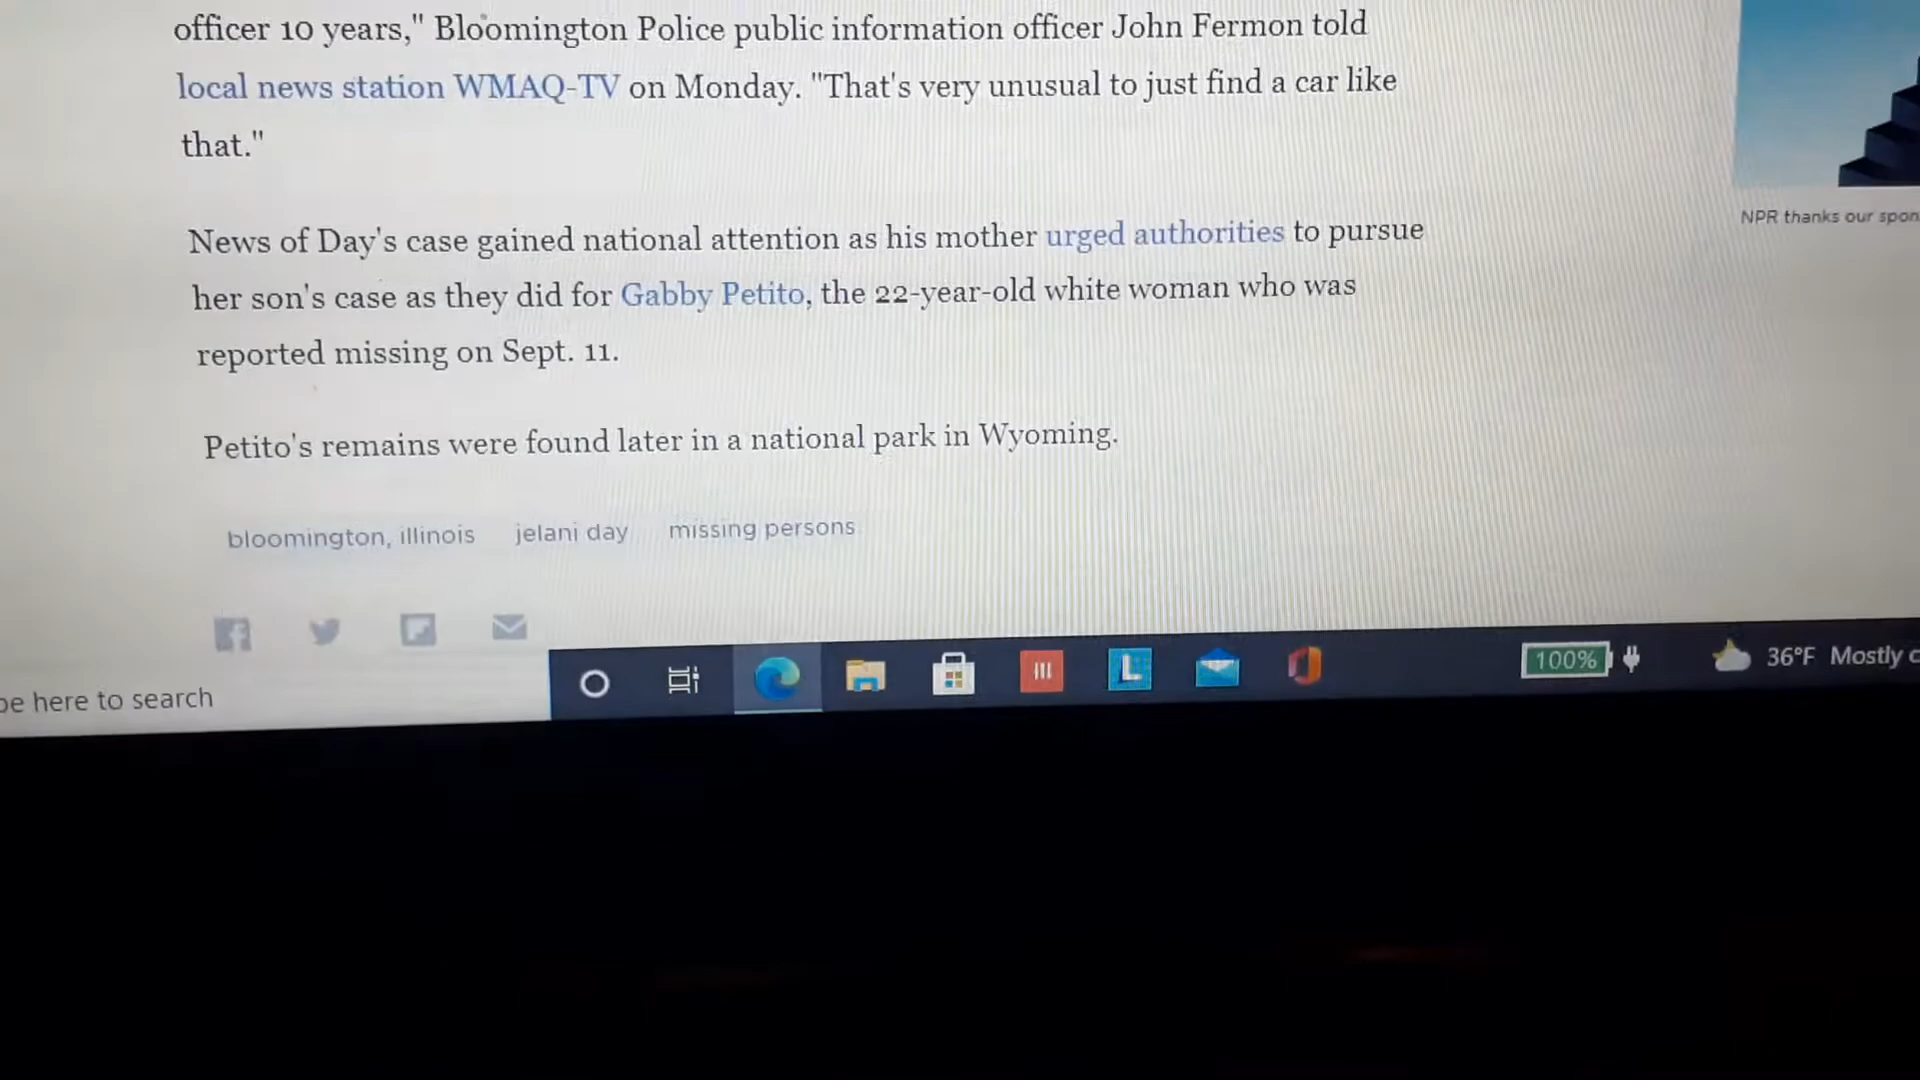 officer 10 years," Bloomington Police public information officer John Fermon told
local news station WMAQ-TV on Monday. "That's very unusual to just find a car like
that."
NPR thanks our spon
News of Day's case gained national attention as his mother urged authorities to pursue
her son's case as they did for Gabby Petito, the 22-year-old white woman who was
reported missing on Sept. 11.
Petito's remains were found later in a national park in Wyoming.
bloomington, illinois jelani day missing persons
pe here to search
100% 36°F Mostly c